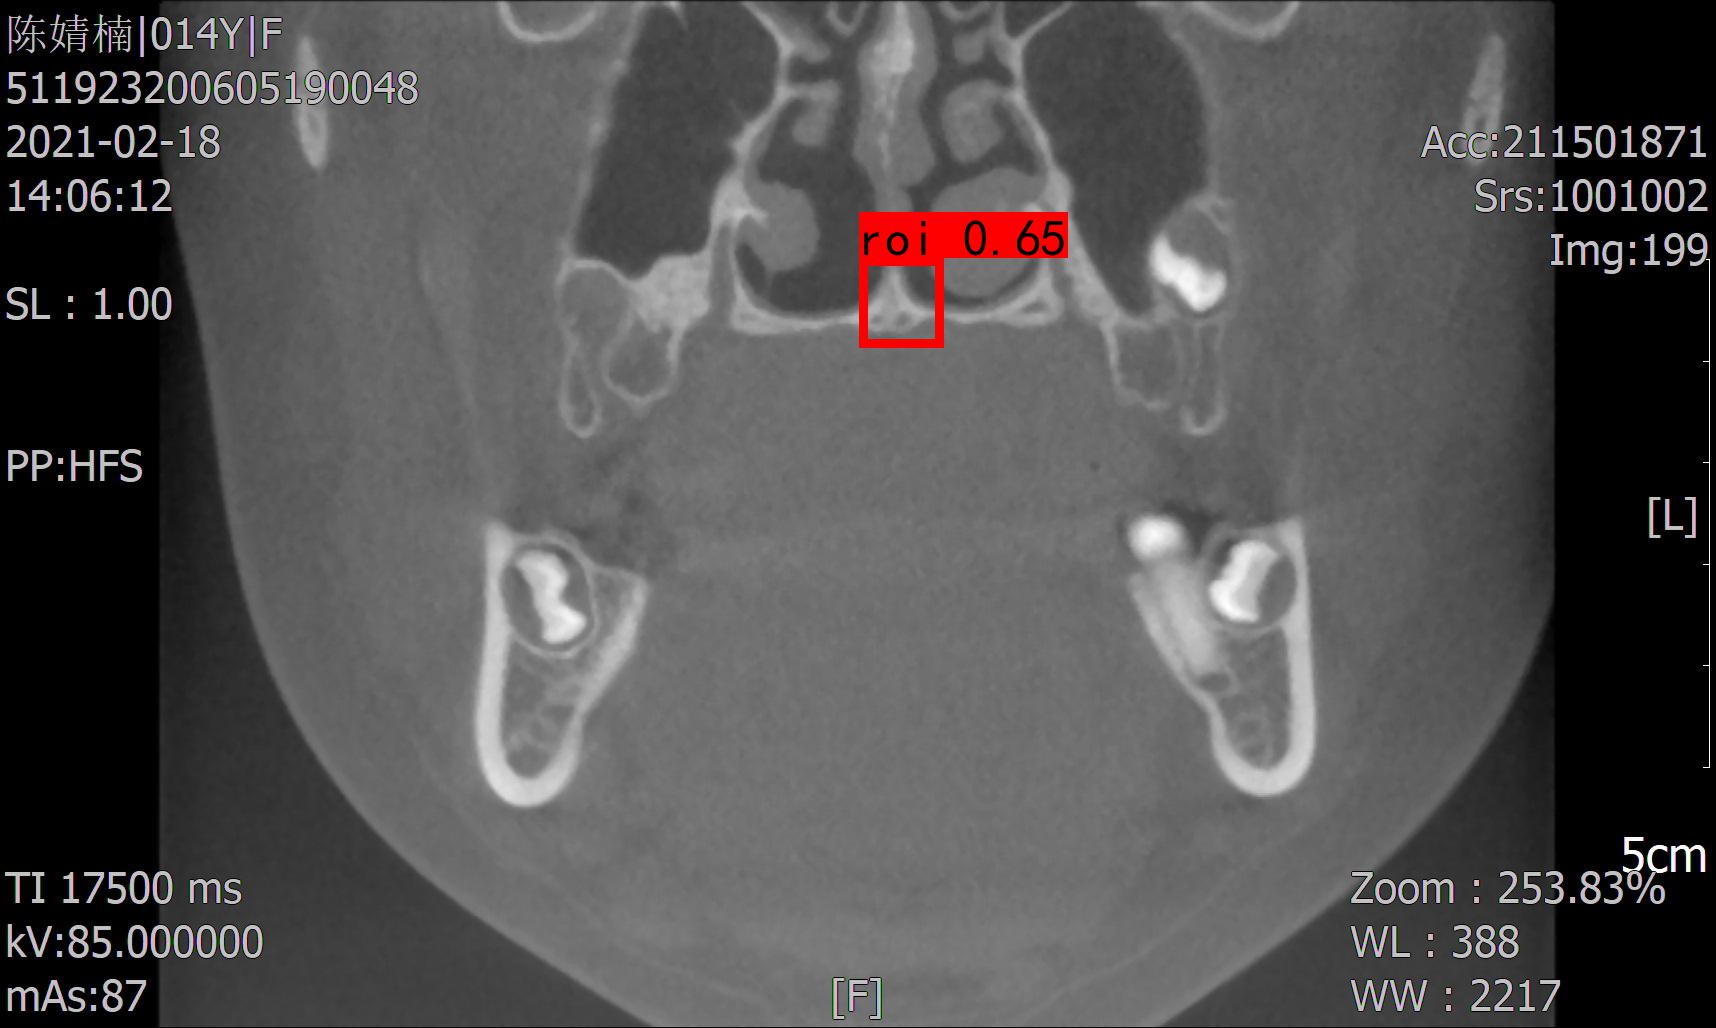 陈婧楠|014Y|F
511923200605190048
2021-02-18
14:06:12
SL : 1.00
PP:HFS
Acc:211501871
Srs:1001002
Img:199
roi 0.65
[L]
5cm
TI 17500 ms
kV:85.000000
mAs:87
[F]
Zoom : 253.83%
WL : 388
WW : 2217